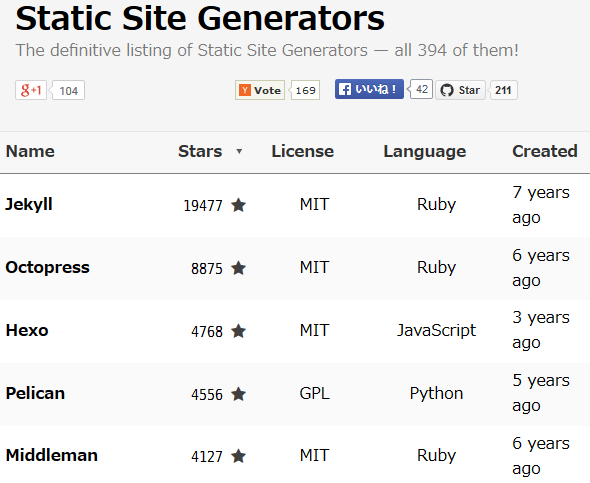 Static Site Generators
The definitive listing of Static Site Generators — all 394 of them!
g+1 104 Y Vote 169 f いいね！ 42 Star 211
Name Stars ▼ License Language Created
Jekyll 19477 ★ MIT Ruby 7 years ago
Octopress 8875 ★ MIT Ruby 6 years ago
Hexo 4768 ★ MIT JavaScript 3 years ago
Pelican 4556 ★ GPL Python 5 years ago
Middleman 4127 ★ MIT Ruby 6 years ago